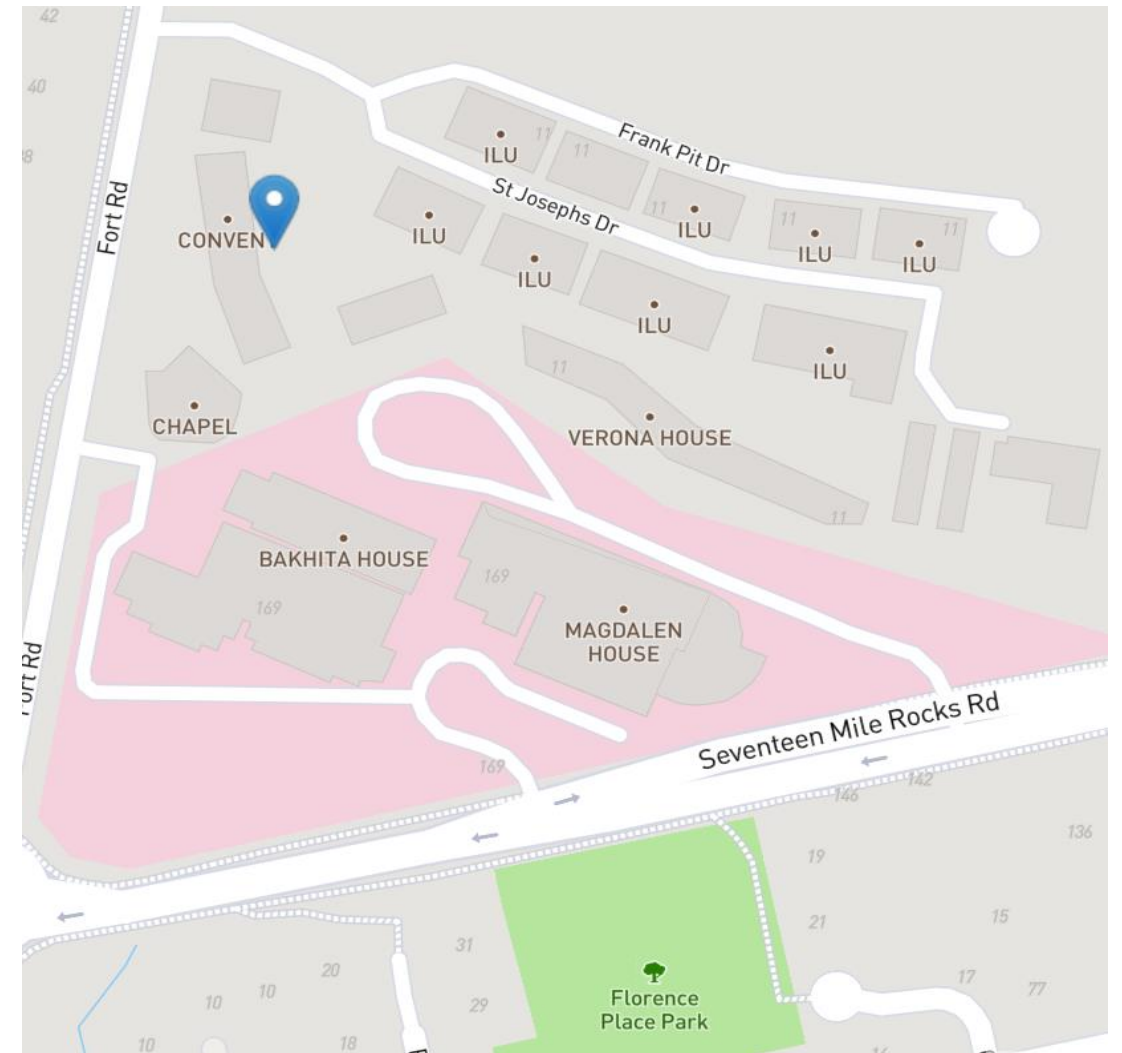 42
40
38
Fort Rd
CONVEN
11
ILU
11
Frank Pit Dr
St Josephs Dr
ILU
11
ILU
11
ILU
11
ILU
ILU
ILU
ILU
11
CHAPEL
VERONA HOUSE
11
BAKHITA HOUSE
169
169
MAGDALEN
HOUSE
Fort Rd
169
Seventeen Mile Rocks Rd
146
142
136
19
21
15
17
77
31
29
20
10
10
10
18
Florence
Place Park